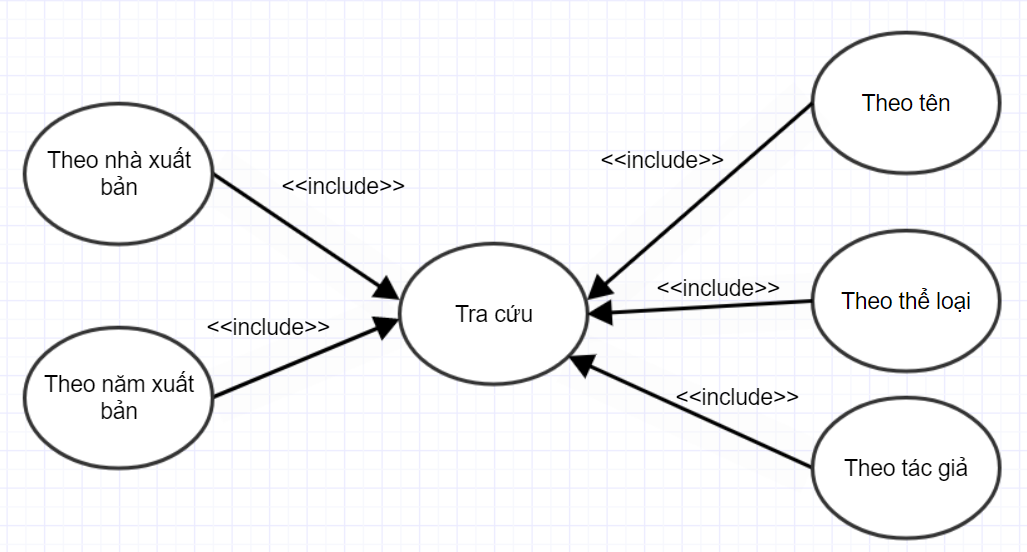 Theo tên
Theo nhà xuất
bản
<<include>>
<<include>>
Tra cứu
<<include>>
Theo thể loại
<<include>>
Theo năm xuất
bản
<<include>>
Theo tác giả